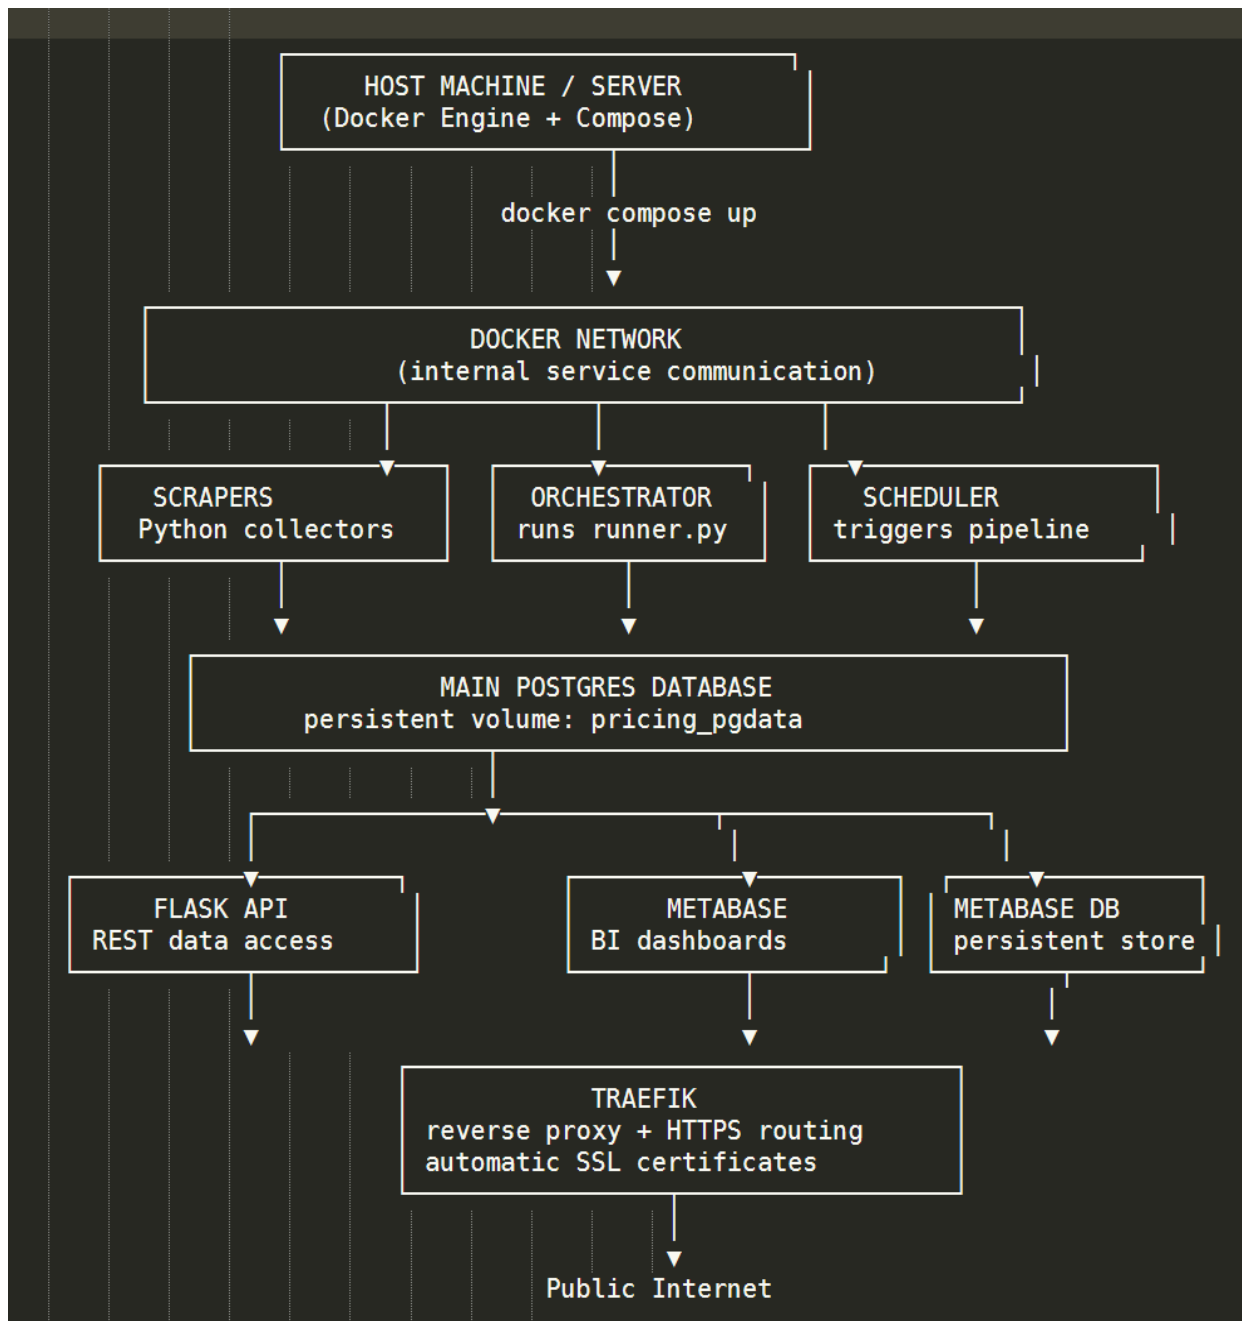 HOST MACHINE / SERVER
(Docker Engine + Compose)
docker compose up
DOCKER NETWORK
(internal service communication)
SCRAPERS
Python collectors
ORCHESTRATOR
runs runner.py
SCHEDULER
triggers pipeline
MAIN POSTGRES DATABASE
persistent volume: pricing_pgdata
FLASK API
REST data access
METABASE
BI dashboards
METABASE DB
persistent store
TRAEFIK
reverse proxy + HTTPS routing
automatic SSL certificates
Public Internet